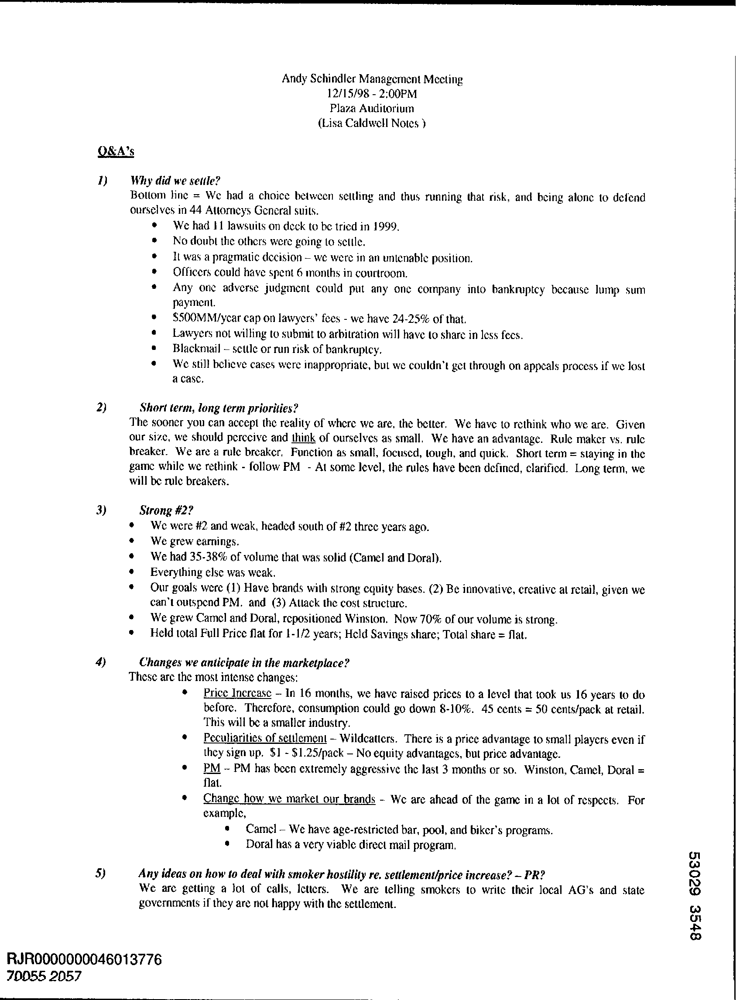 Andy Schindler Management Meeting
12/15/98 - 2:00PM
Plaza Auditorium
(Lisa Caldwell Notes )
Q&A's
1) Why did we settle?
Bottom line = We had a choice between settling and thus running that risk, and being alone to defend
ourselves in 44 Attorneys General suits.
• We had 11 lawsuits on deck to be tried in 1999.
• No doubt the others were going to settle.
• It was a pragmatic decision – we were in an untenable position.
• Officers could have spent 6 months in courtroom.
• Any one adverse judgment could put any one company into bankruptcy because lump sum
payment.
• $500MM/year cap on lawyers' fees - we have 24-25% of that.
• Lawyers not willing to submit to arbitration will have to share in less fees.
• Blackmail – settle or run risk of bankruptcy.
• We still believe cases were inappropriate, but we couldn't get through on appeals process if we lost
a case.
2) Short term, long term priorities?
The sooner you can accept the reality of where we are, the better. We have to rethink who we are. Given
our size, we should perceive and think of ourselves as small. We have an advantage. Rule maker vs. rule
breaker. We are a rule breaker. Function as small, focused, tough, and quick. Short term = staying in the
game while we rethink - follow PM - At some level, the rules have been defined, clarified. Long term, we
will be rule breakers.
3) Strong #2?
• We were #2 and weak, headed south of #2 three years ago.
• We grew earnings.
• We had 35-38% of volume that was solid (Camel and Doral).
• Everything else was weak.
• Our goals were (1) Have brands with strong equity bases. (2) Be innovative, creative at retail, given we
can't outspend PM. and (3) Attack the cost structure.
• We grew Camel and Doral, repositioned Winston. Now 70% of our volume is strong.
• Held total Full Price flat for 1-1/2 years; Held Savings share; Total share = flat.
4) Changes we anticipate in the marketplace?
These are the most intense changes:
• Price Increase – In 16 months, we have raised prices to a level that took us 16 years to do
before. Therefore, consumption could go down 8-10%. 45 cents = 50 cents/pack at retail.
This will be a smaller industry.
• Peculiarities of settlement – Wildcatters. There is a price advantage to small players even if
they sign up. $1 - $1.25/pack – No equity advantages, but price advantage.
• PM – PM has been extremely aggressive the last 3 months or so. Winston, Camel, Doral =
flat.
• Change how we market our brands – We are ahead of the game in a lot of respects. For
example,
• Camel – We have age-restricted bar, pool, and biker's programs.
• Doral has a very viable direct mail program.
5) Any ideas on how to deal with smoker hostility re. settlement/price increase? – PR?
We are getting a lot of calls, letters. We are telling smokers to write their local AG's and state
governments if they are not happy with the settlement.
53029 3548
RJR0000000046013776
70055 2057